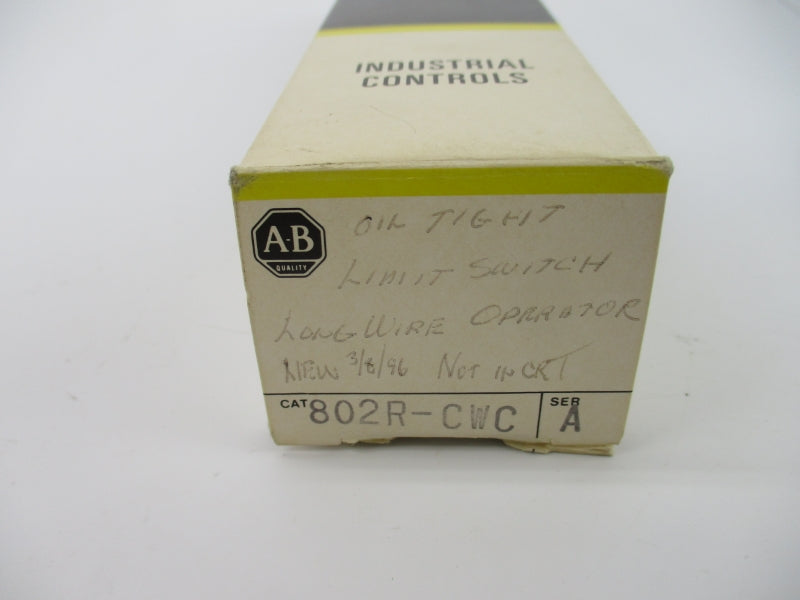 INDUSTRIAL
CONTROLS
A-B
QUALITY
OIL TIGHT
LIMIT SWITCH
LONG WIRE OPERATOR
NEW 3/8/96 NOT IN CRT
CAT 802R-CWC SER A